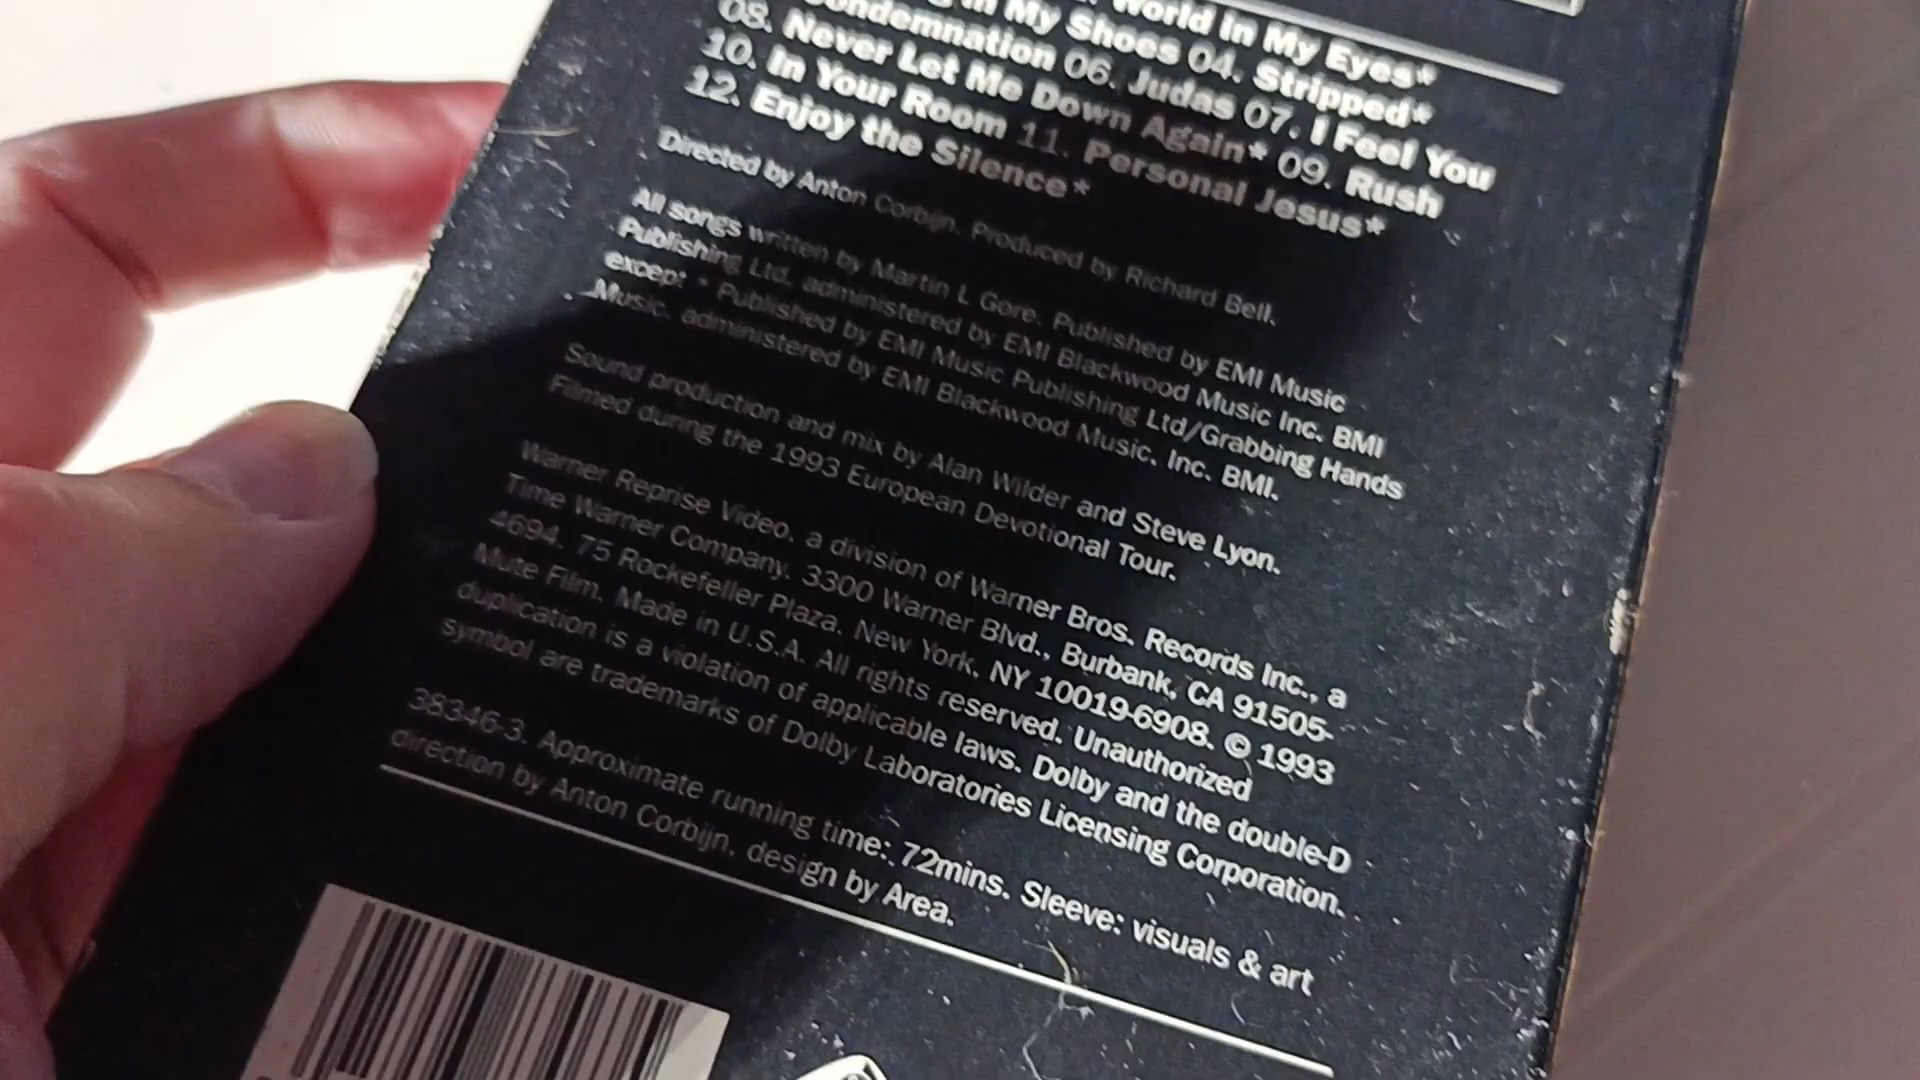 World in My Eyes*
in My Shoes 04. Stripped*
Condemnation 06. Judas 07. I Feel You
08. Never Let Me Down Again* 09. Rush
10. In Your Room 11. Personal Jesus*
12. Enjoy the Silence*
Directed by Anton Corbijn. Produced by Richard Bell.
All songs written by Martin L Gore. Published by EMI Music
Publishing Ltd. administered by EMI Blackwood Music Inc. BMI
except * Published by EMI Music Publishing Ltd/Grabbing Hands
Music. administered by EMI Blackwood Music, Inc. BMI.
Sound production and mix by Alan Wilder and Steve Lyon.
Filmed during the 1993 European Devotional Tour.
Warner Reprise Video, a division of Warner Bros. Records Inc., a
Time Warner Company. 3300 Warner Blvd., Burbank, CA 91505-
4694. 75 Rockefeller Plaza, New York, NY 10019-6908. © 1993
Mute Film. Made in U.S.A. All rights reserved. Unauthorized
duplication is a violation of applicable laws. Dolby and the double-D
symbol are trademarks of Dolby Laboratories Licensing Corporation.
38346-3. Approximate running time: 72mins. Sleeve: visuals & art
direction by Anton Corbijn, design by Area.